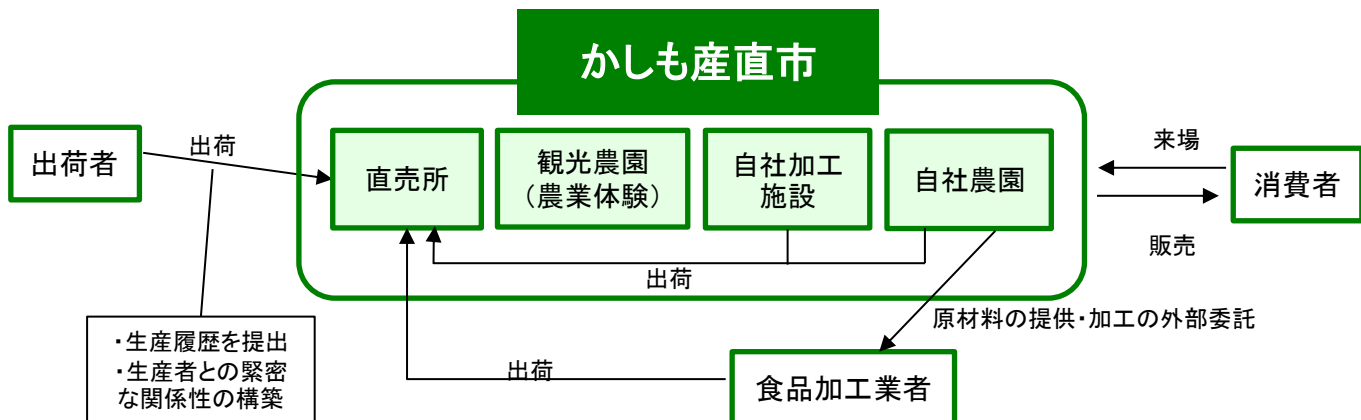 かしも産直市
出荷者
出荷
直売所
観光農園
（農業体験）
自社加工
施設
自社農園
来場
消費者
販売
出荷
原材料の提供・加工の外部委託
・生産履歴を提出
・生産者との緊密
な関係性の構築
出荷
食品加工業者